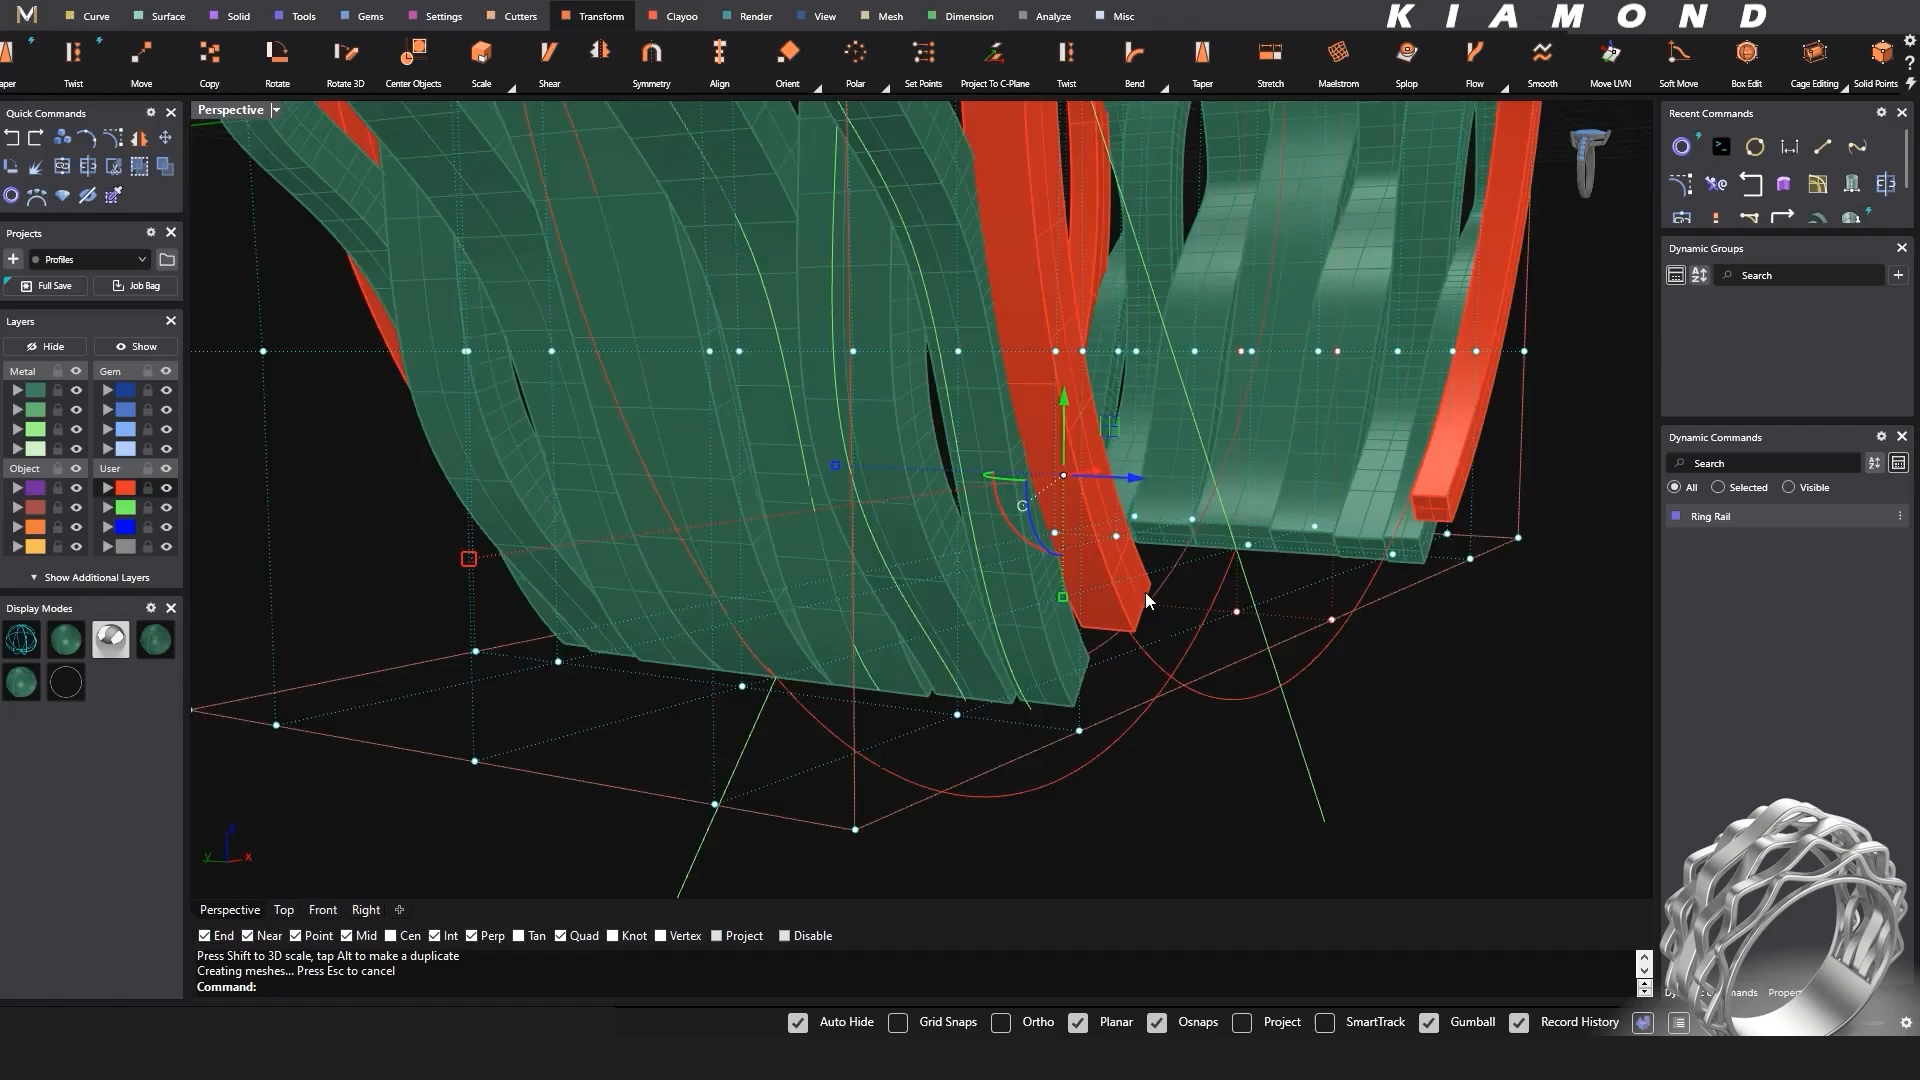 Curve Surface Solid Tools Gems Settings Cutters Transform Clayoo Render View Mesh Dimension Analyze Misc
KIAMOND
aper Twist Move Copy Rotate Rotate 3D Center Objects Scale Shear Symmetry Align Orient Polar Set Points Project To C-Plane Twist Bend Taper Stretch Maelstrom Splop Flow Smooth Move UVN Soft Move Box Edit Cage Editing Solid Points
Quick Commands
Projects
Profiles
Full Save Job Bag
Layers
Hide Show
Metal Gem
Object User
Show Additional Layers
Display Modes
Perspective
z
y x
Perspective Top Front Right
End Near Point Mid Cen Int Perp Tan Quad Knot Vertex Project Disable
Press Shift to 3D scale, tap Alt to make a duplicate
Creating meshes... Press Esc to cancel
Command:
Auto Hide Grid Snaps Ortho Planar Osnaps Project SmartTrack Gumball Record History
Recent Commands
Dynamic Groups
Search
Dynamic Commands
Search
All Selected Visible
Ring Rail